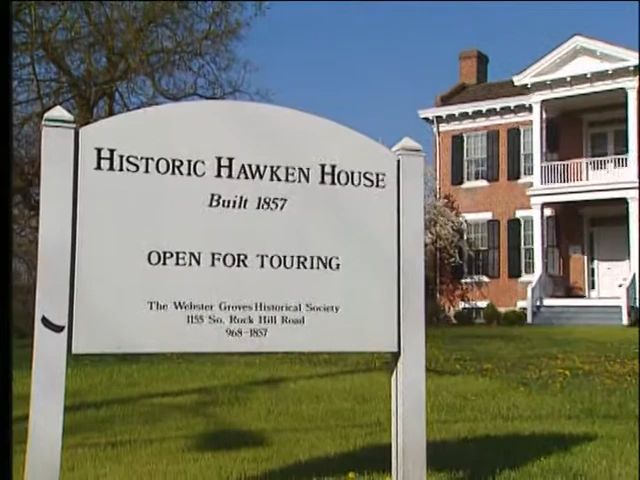 HISTORIC HAWKEN HOUSE
Built 1857
OPEN FOR TOURING
The Webster Groves Historical Society
1155 So. Rock Hill Road
968-1857